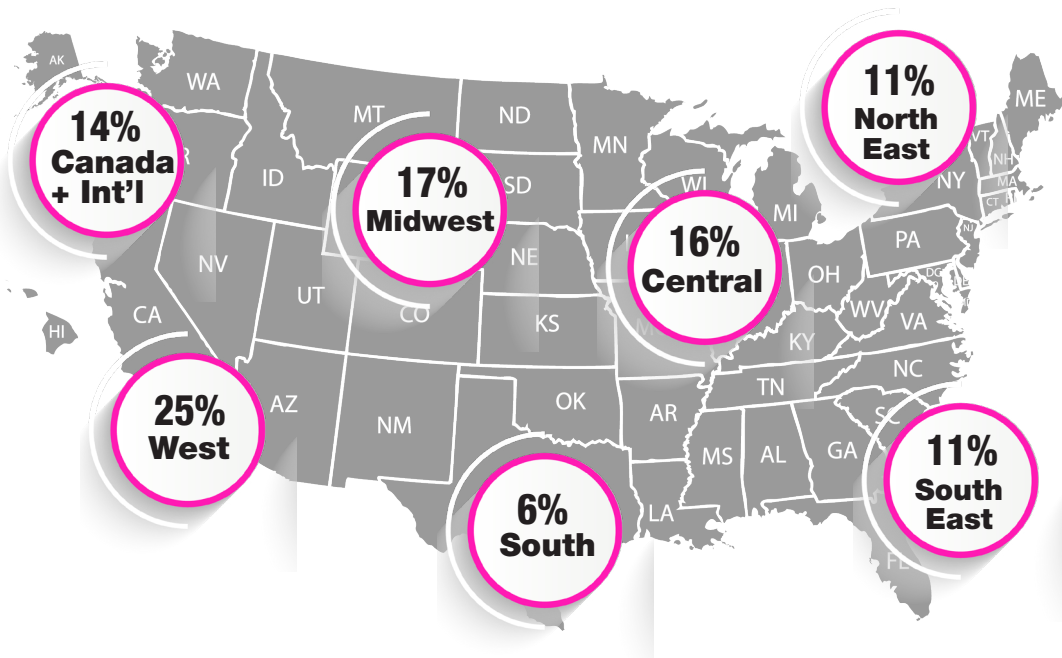 AK
WA
MT
ND
MN
ME
11%
North
East
VT
NH
MA
CT
NY
14%
Canada
+ Int'l
R
ID
17%
Midwest
SD
WI
MI
16%
Central
PA
NJ
NV
UT
CO
NE
KS
OH
WV
VA
KY
CA
HI
25%
West
AZ
NM
OK
AR
TN
NC
SC
MS
AL
GA
11%
South
East
6%
South
LA
FL